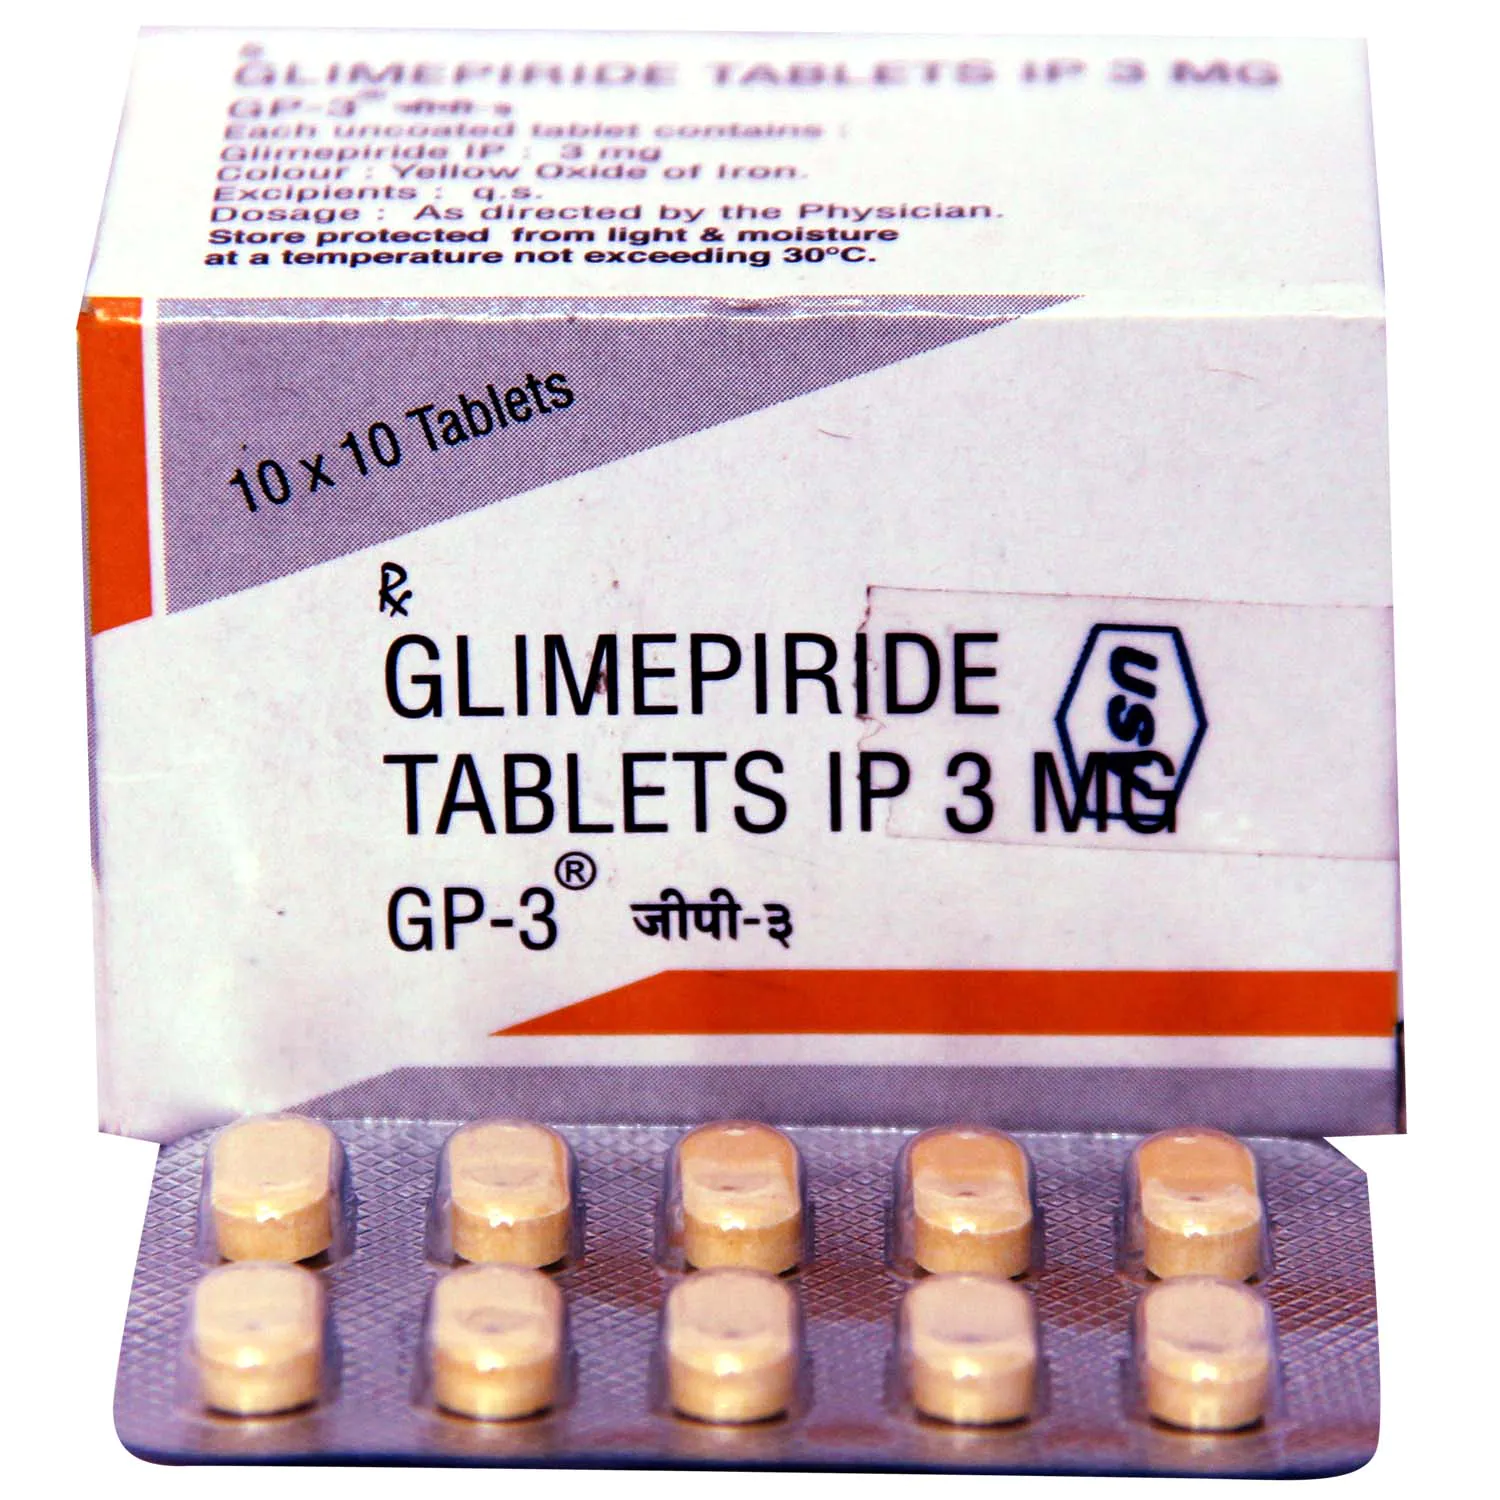 ℞
GLIMEPIRIDE TABLETS IP 3 MG
GP-3® जीपी-३
Each uncoated tablet contains :
Glimepiride IP : 3 mg
Colour : Yellow Oxide of Iron.
Excipients : q.s.
Dosage : As directed by the Physician.
Store protected from light & moisture
at a temperature not exceeding 30°C.
10 x 10 Tablets
℞
GLIMEPIRIDE
TABLETS IP 3 MG
GP-3® जीपी-३
USV